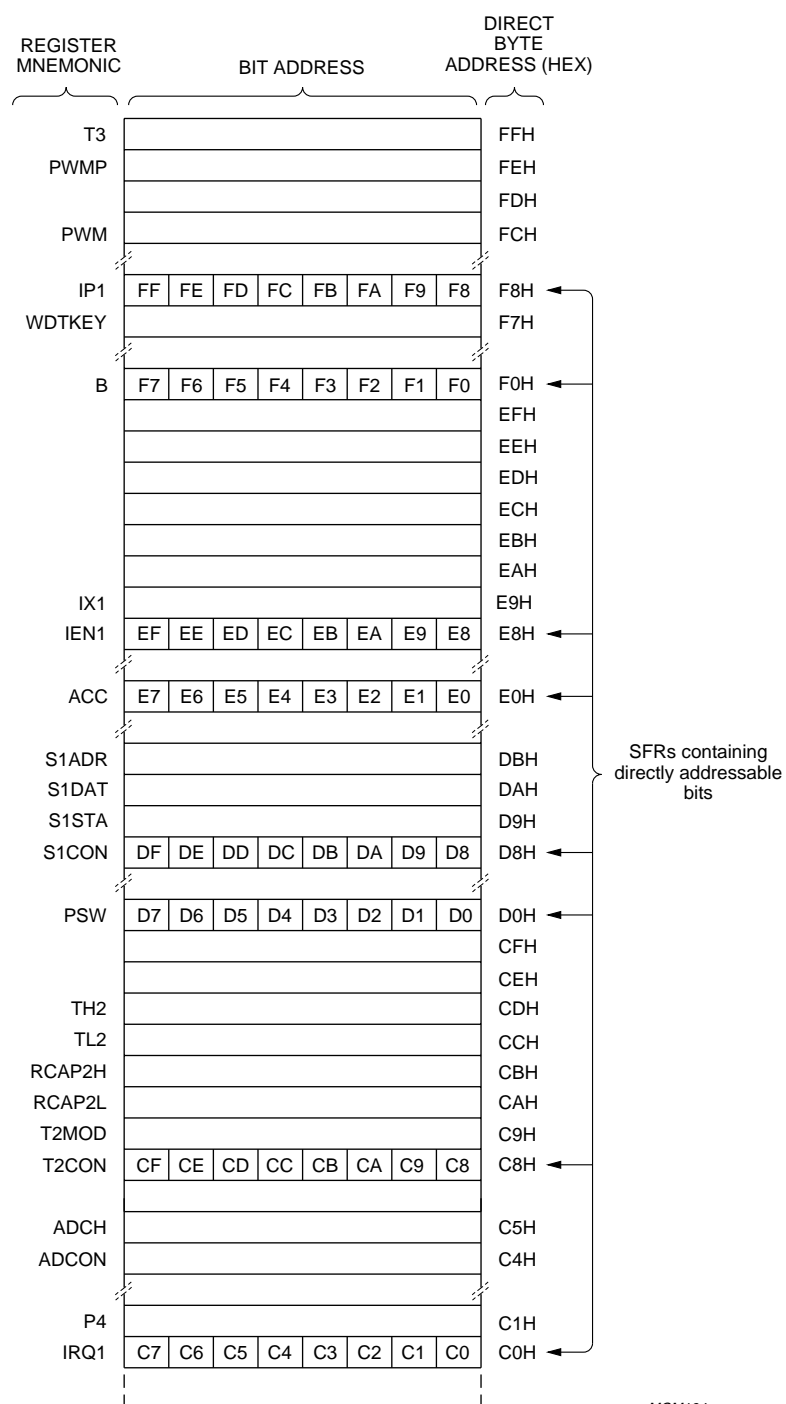 REGISTER
MNEMONIC
BIT ADDRESS
DIRECT
BYTE
ADDRESS (HEX)
T3 FFH
PWMP FEH
FDH
PWM FCH
IP1 FF FE FD FC FB FA F9 F8 F8H
WDTKEY F7H
B F7 F6 F5 F4 F3 F2 F1 F0 F0H
EFH
EEH
EDH
ECH
EBH
EAH
IX1 E9H
IEN1 EF EE ED EC EB EA E9 E8 E8H
ACC E7 E6 E5 E4 E3 E2 E1 E0 E0H
S1ADR DBH
S1DAT DAH
S1STA D9H
S1CON DF DE DD DC DB DA D9 D8 D8H
SFRs containing
directly addressable
bits
PSW D7 D6 D5 D4 D3 D2 D1 D0 D0H
CFH
CEH
TH2 CDH
TL2 CCH
RCAP2H CBH
RCAP2L CAH
T2MOD C9H
T2CON CF CE CD CC CB CA C9 C8 C8H
ADCH C5H
ADCON C4H
P4 C1H
IRQ1 C7 C6 C5 C4 C3 C2 C1 C0 C0H